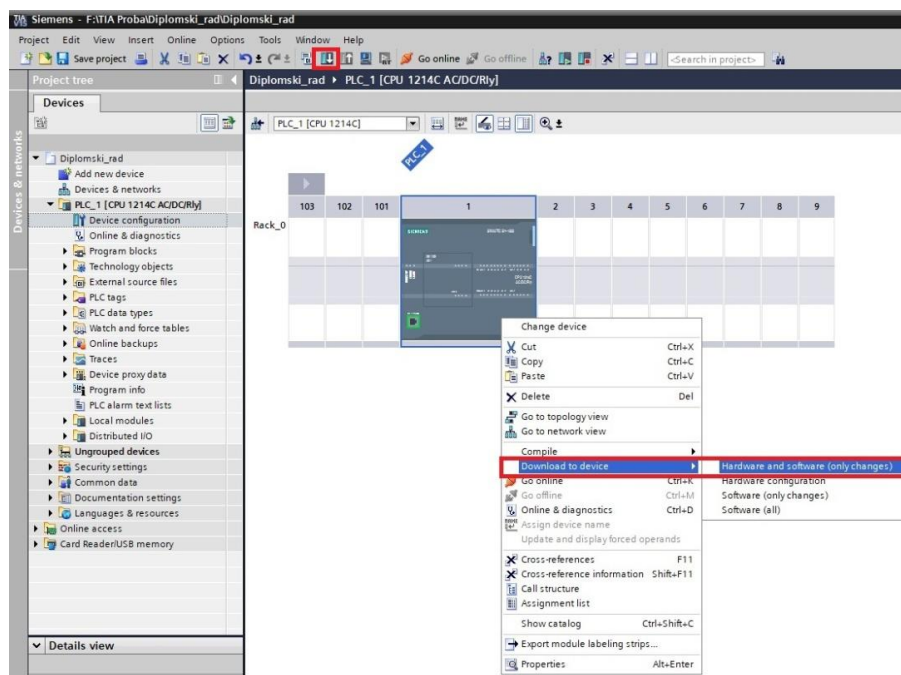 Siemens - F:\TIA Proba\Diplomski_rad\Diplomski_rad
Project Edit View Insert Online Options Tools Window Help
Save project Go online Go offline <Search in project>
Project tree
Diplomski_rad ▸ PLC_1 [CPU 1214C AC/DC/Rly]
Devices
PLC_1 [CPU 1214C]
Devices & networks
Diplomski_rad
Add new device
Devices & networks
PLC_1 [CPU 1214C AC/DC/Rly]
Device configuration
Online & diagnostics
Program blocks
Technology objects
External source files
PLC tags
PLC data types
Watch and force tables
Online backups
Traces
Device proxy data
Program info
PLC alarm text lists
Local modules
Distributed I/O
Ungrouped devices
Security settings
Common data
Documentation settings
Languages & resources
Online access
Card Reader/USB memory
Details view
PLC_1
103 102 101 1 2 3 4 5 6 7 8 9
Rack_0
SIEMENS
Change device
Cut Ctrl+X
Copy Ctrl+C
Paste Ctrl+V
Delete Del
Go to topology view
Go to network view
Compile
Download to device
Go online Ctrl+K
Go offline Ctrl+M
Online & diagnostics Ctrl+D
Assign device name
Update and display forced operands
Cross-references F11
Cross-reference information Shift+F11
Call structure
Assignment list
Show catalog Ctrl+Shift+C
Export module labeling strips...
Properties Alt+Enter
Hardware and software (only changes)
Hardware configuration
Software (only changes)
Software (all)